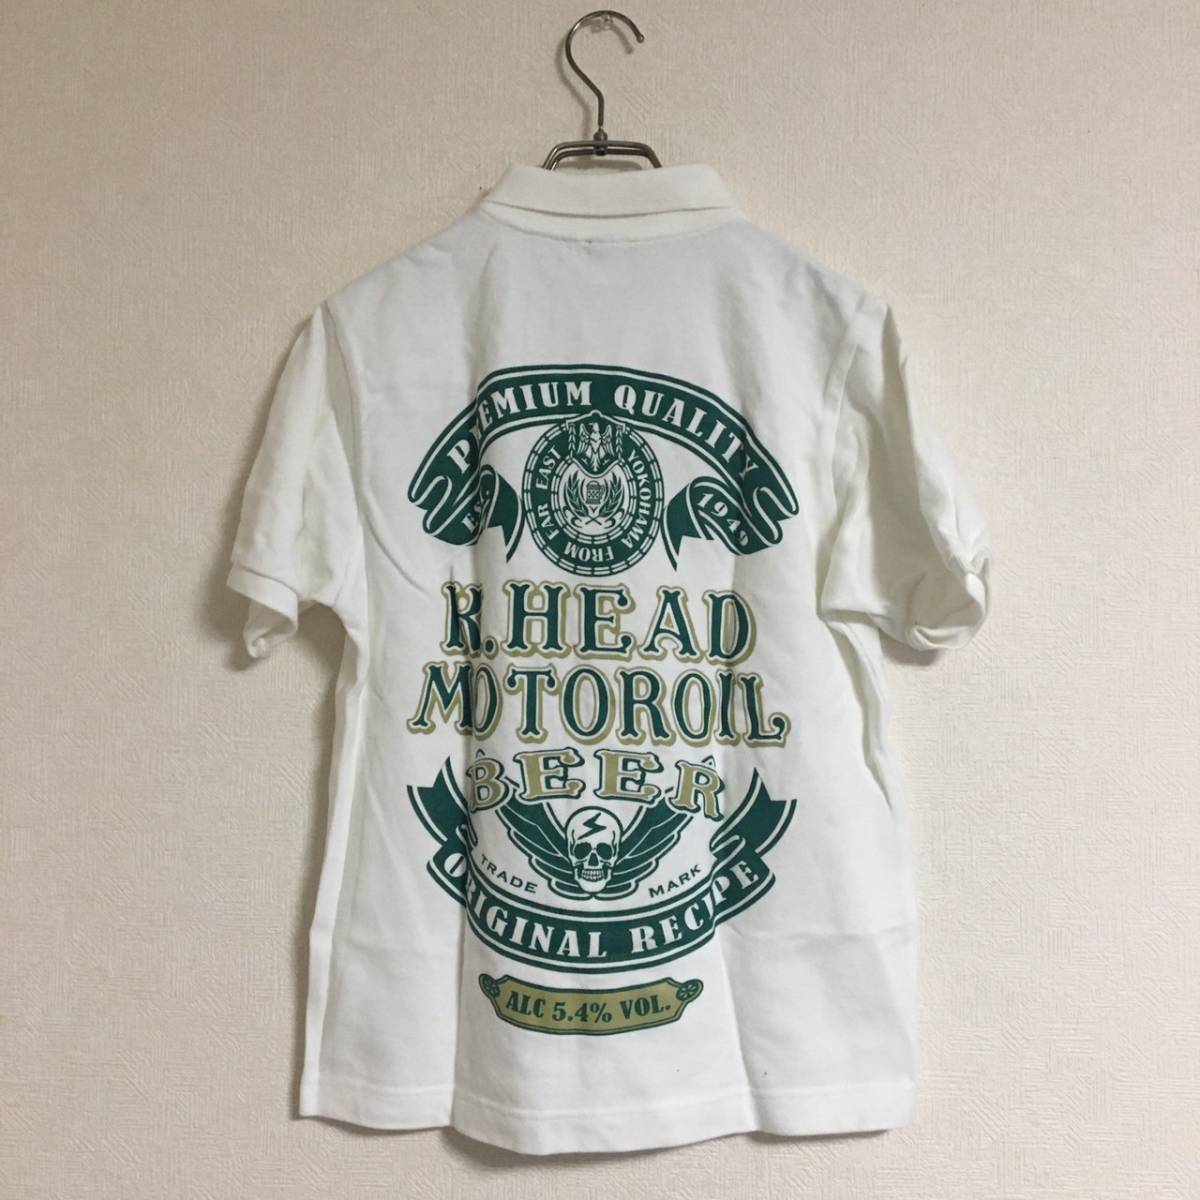 PREMIUM QUALITY
1949
YOKOHAMA FROM FAR EAST
K.HEAD
MOTOROIL
BEER
TRADE MARK
ORIGINAL RECIPE
ALC 5.4% VOL.